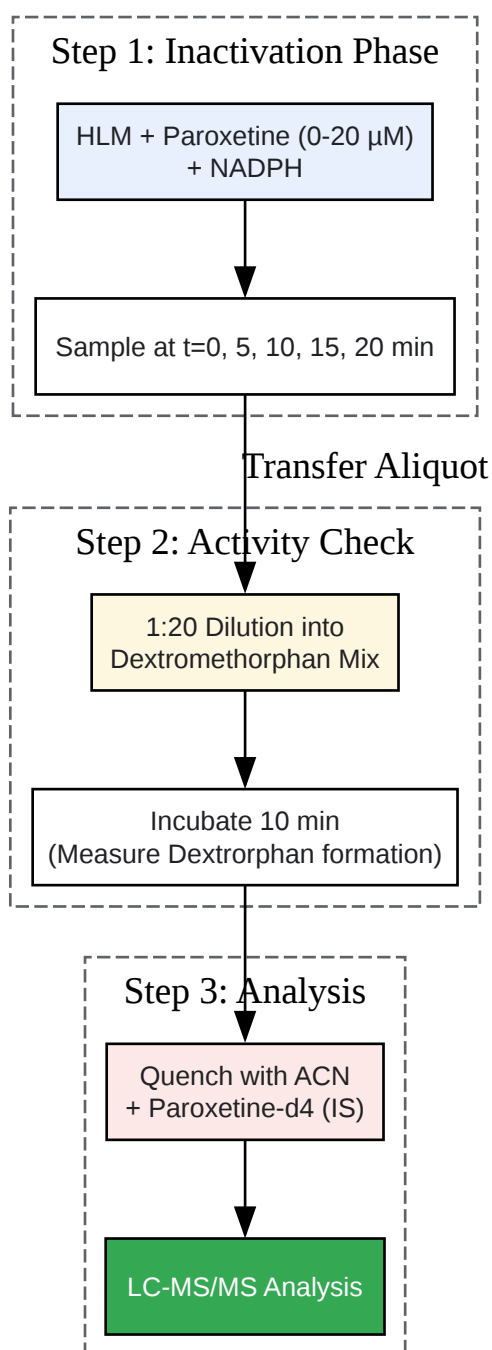 Step 1: Inactivation Phase
HLM + Paroxetine (0-20 µM)
+ NADPH
Sample at t=0, 5, 10, 15, 20 min
Transfer Aliquot
Step 2: Activity Check
1:20 Dilution into
Dextromethorphan Mix
Incubate 10 min
(Measure Dextrorphan formation)
Step 3: Analysis
Quench with ACN
+ Paroxetine-d4 (IS)
LC-MS/MS Analysis